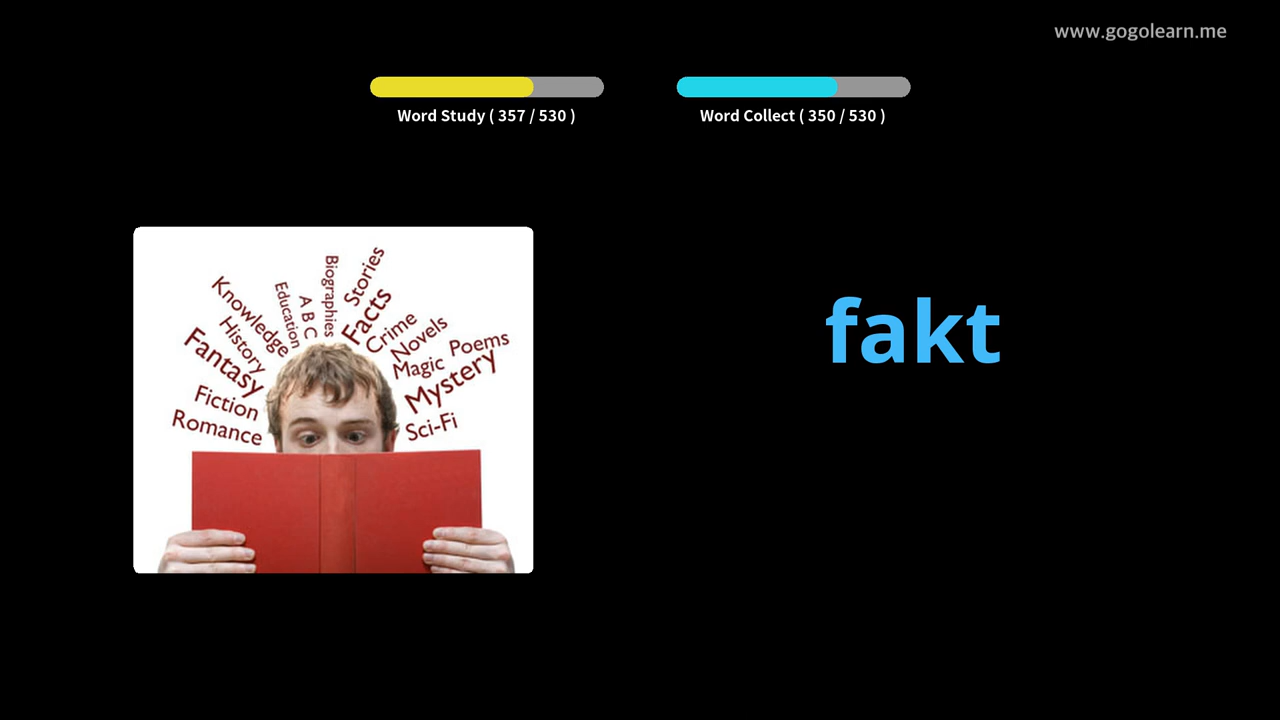 www.gogolearn.me
Word Study ( 357 / 530 )
Word Collect ( 350 / 530 )
Romance
Fiction
Fantasy
History
Knowledge
Education
A B C
Biographies
Stories
Facts
Crime
Novels
Magic
Poems
Mystery
Sci-Fi
fakt